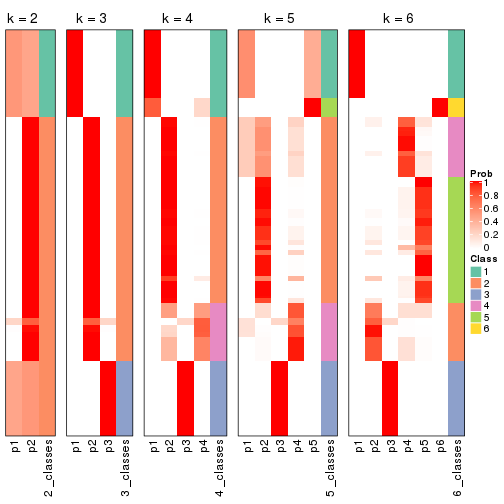 k = 2
k = 3
k = 4
k = 5
k = 6
p1
p2
2_classes
p1
p2
p3
3_classes
p1
p2
p3
p4
4_classes
p1
p2
p3
p4
p5
5_classes
p1
p2
p3
p4
p5
p6
6_classes
Prob
1
0.8
0.6
0.4
0.2
0
Class
1
2
3
4
5
6